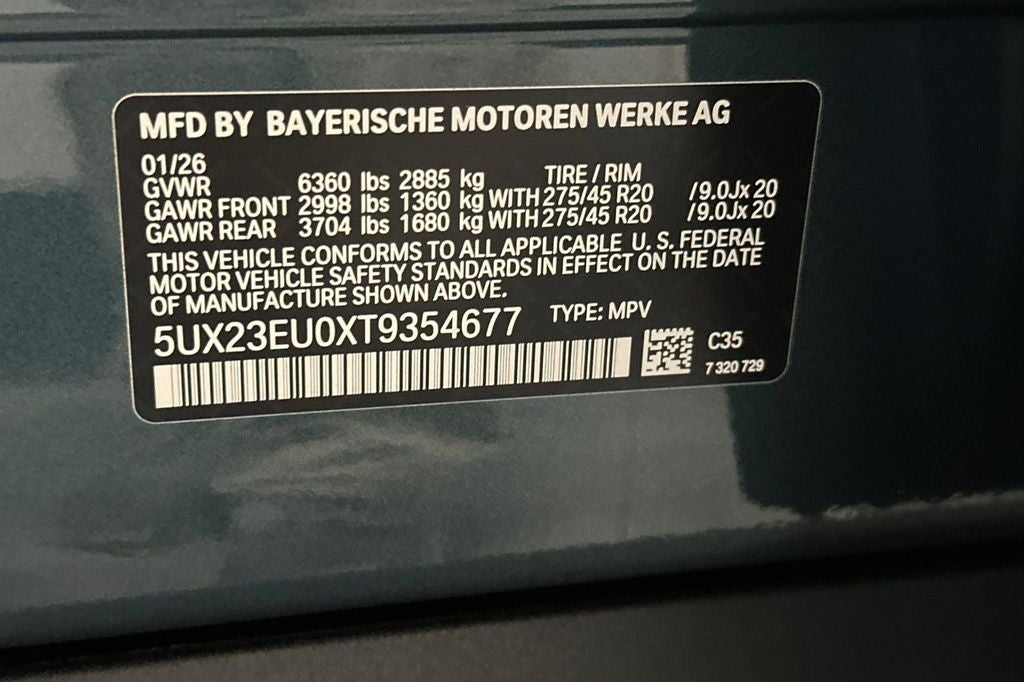 MFD BY BAYERISCHE MOTOREN WERKE AG
01/26 TIRE / RIM
GVWR 6360 lbs 2885 kg
GAWR FRONT 2998 lbs 1360 kg WITH 275/45 R20 /9.0Jx 20
GAWR REAR 3704 lbs 1680 kg WITH 275/45 R20 /9.0Jx 20
THIS VEHICLE CONFORMS TO ALL APPLICABLE U. S. FEDERAL
MOTOR VEHICLE SAFETY STANDARDS IN EFFECT ON THE DATE
OF MANUFACTURE SHOWN ABOVE.
5UX23EU0XT9354677 TYPE: MPV
C35
7 320 729